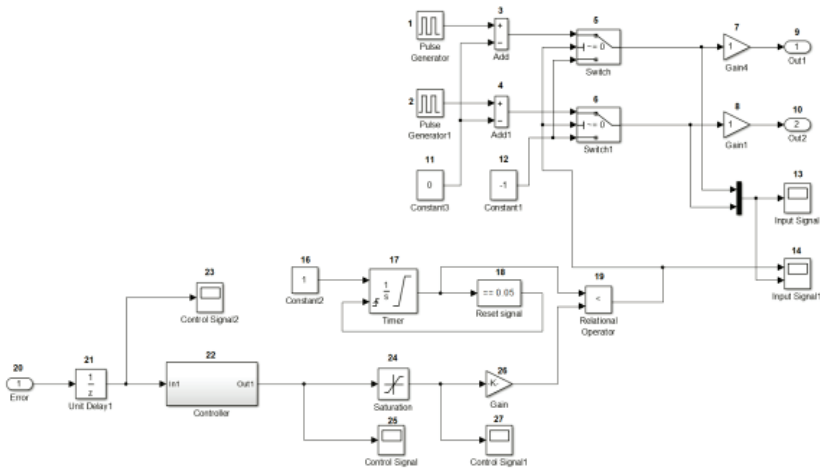 1
Pulse
Generator
3
Add
5
~= 0
Switch
7
1
Gain4
9
1
Out1
2
Pulse
Generator1
4
Add1
6
~= 0
Switch1
8
1
Gain1
10
2
Out2
11
0
Constant3
12
-1
Constant1
13
Input Signal
14
Input Signal1
16
1
Constant2
17
1
s
Timer
18
== 0.05
Reset signal
19
<
Relational
Operator
23
Control Signal2
20
1
Error
21
1
z
Unit Delay1
22
In1
Out1
Controller
24
Saturation
26
K-
Gain
25
Control Signal
27
Control Signal1